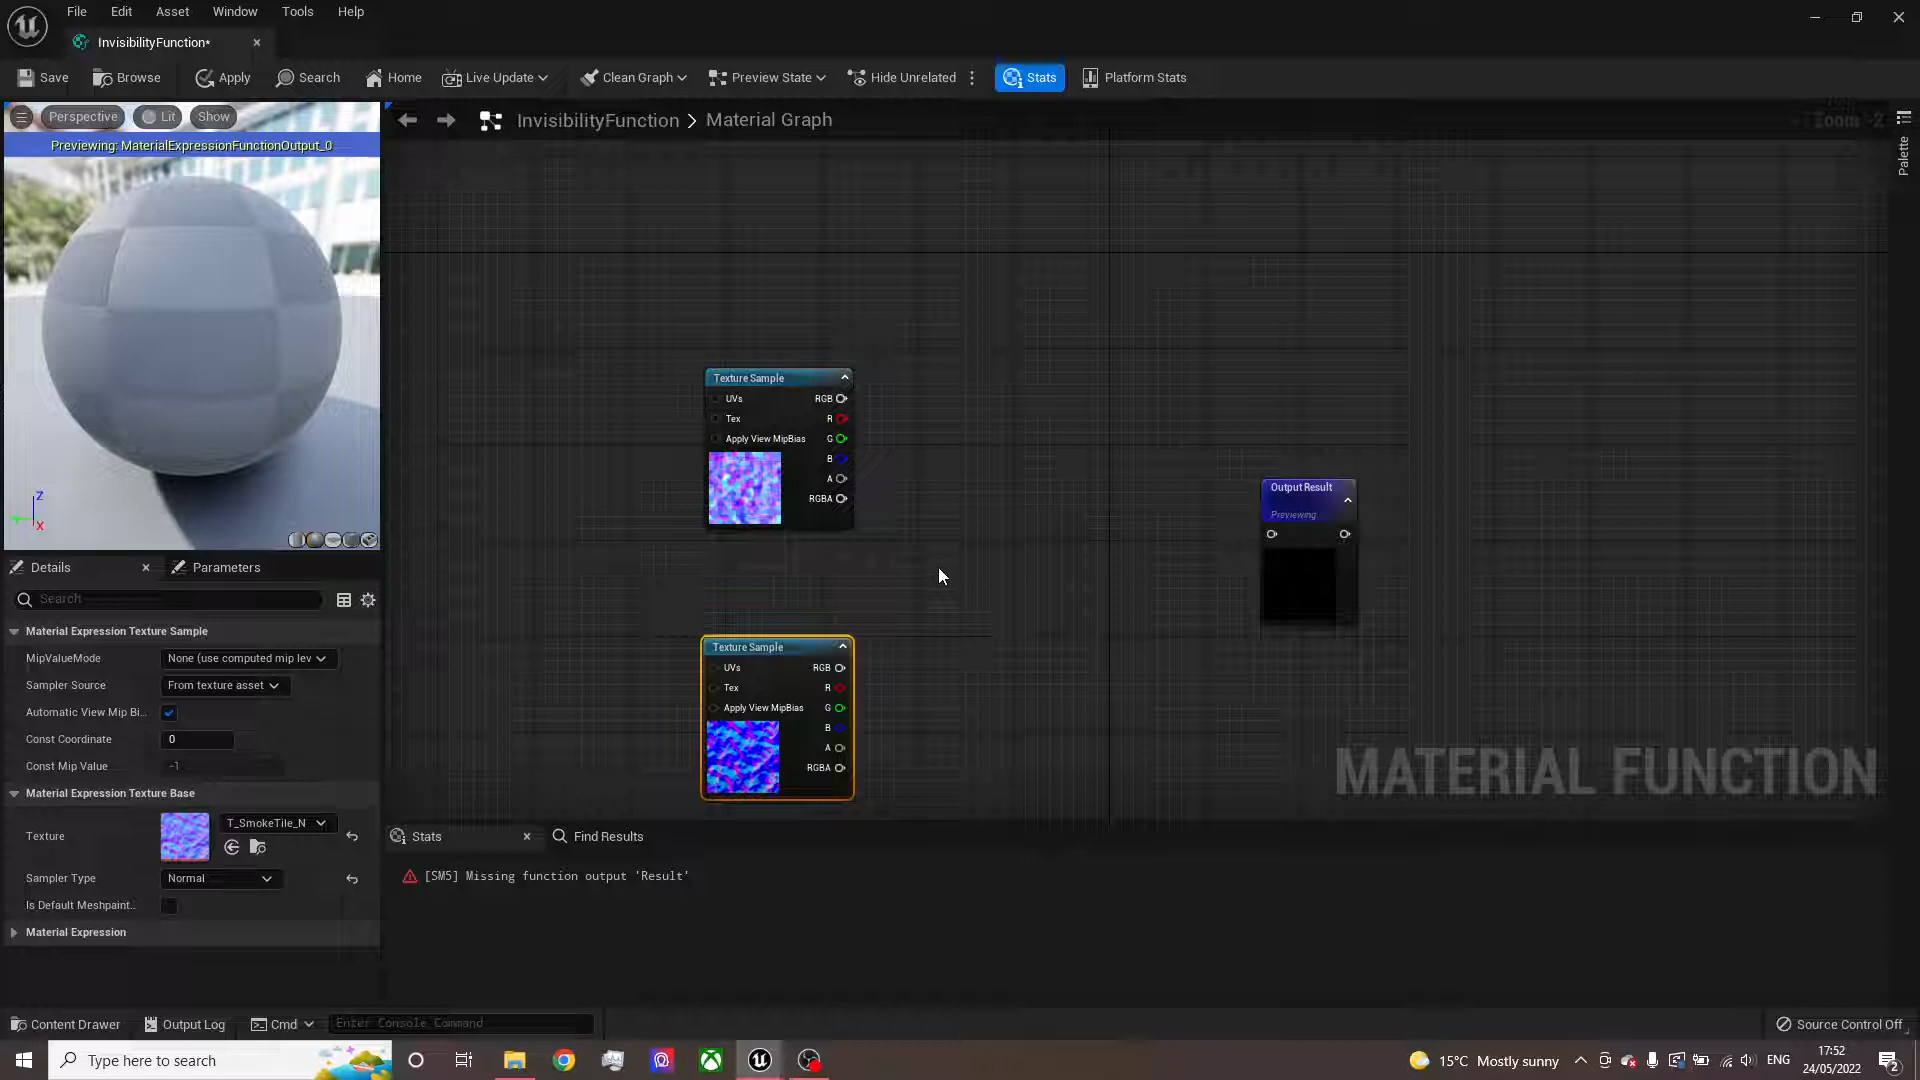 File Edit Asset Window Tools Help
InvisibilityFunction*
Save Browse Apply Search Home Live Update Clean Graph Preview State Hide Unrelated Stats Platform Stats
Perspective Lit Show
Previewing: MaterialExpressionFunctionOutput_0
InvisibilityFunction > Material Graph
Zoom -2
Palette
Texture Sample
UVs RGB
Tex R
Apply View MipBias G
B
A
RGBA
Output Result
Previewing
Texture Sample
UVs RGB
Tex R
Apply View MipBias G
B
A
RGBA
MATERIAL FUNCTION
Z
X
Details Parameters
Search
Material Expression Texture Sample
MipValueMode None (use computed mip lev
Sampler Source From texture asset
Automatic View Mip Bi...
Const Coordinate 0
Const Mip Value -1
Material Expression Texture Base
Texture T_SmokeTile_N
Sampler Type Normal
Is Default Meshpaint...
Material Expression
Stats Find Results
[SM5] Missing function output 'Result'
Content Drawer Output Log Cmd Enter Console Command Source Control Off
Type here to search
15°C Mostly sunny ENG 17:52
24/05/2022 2